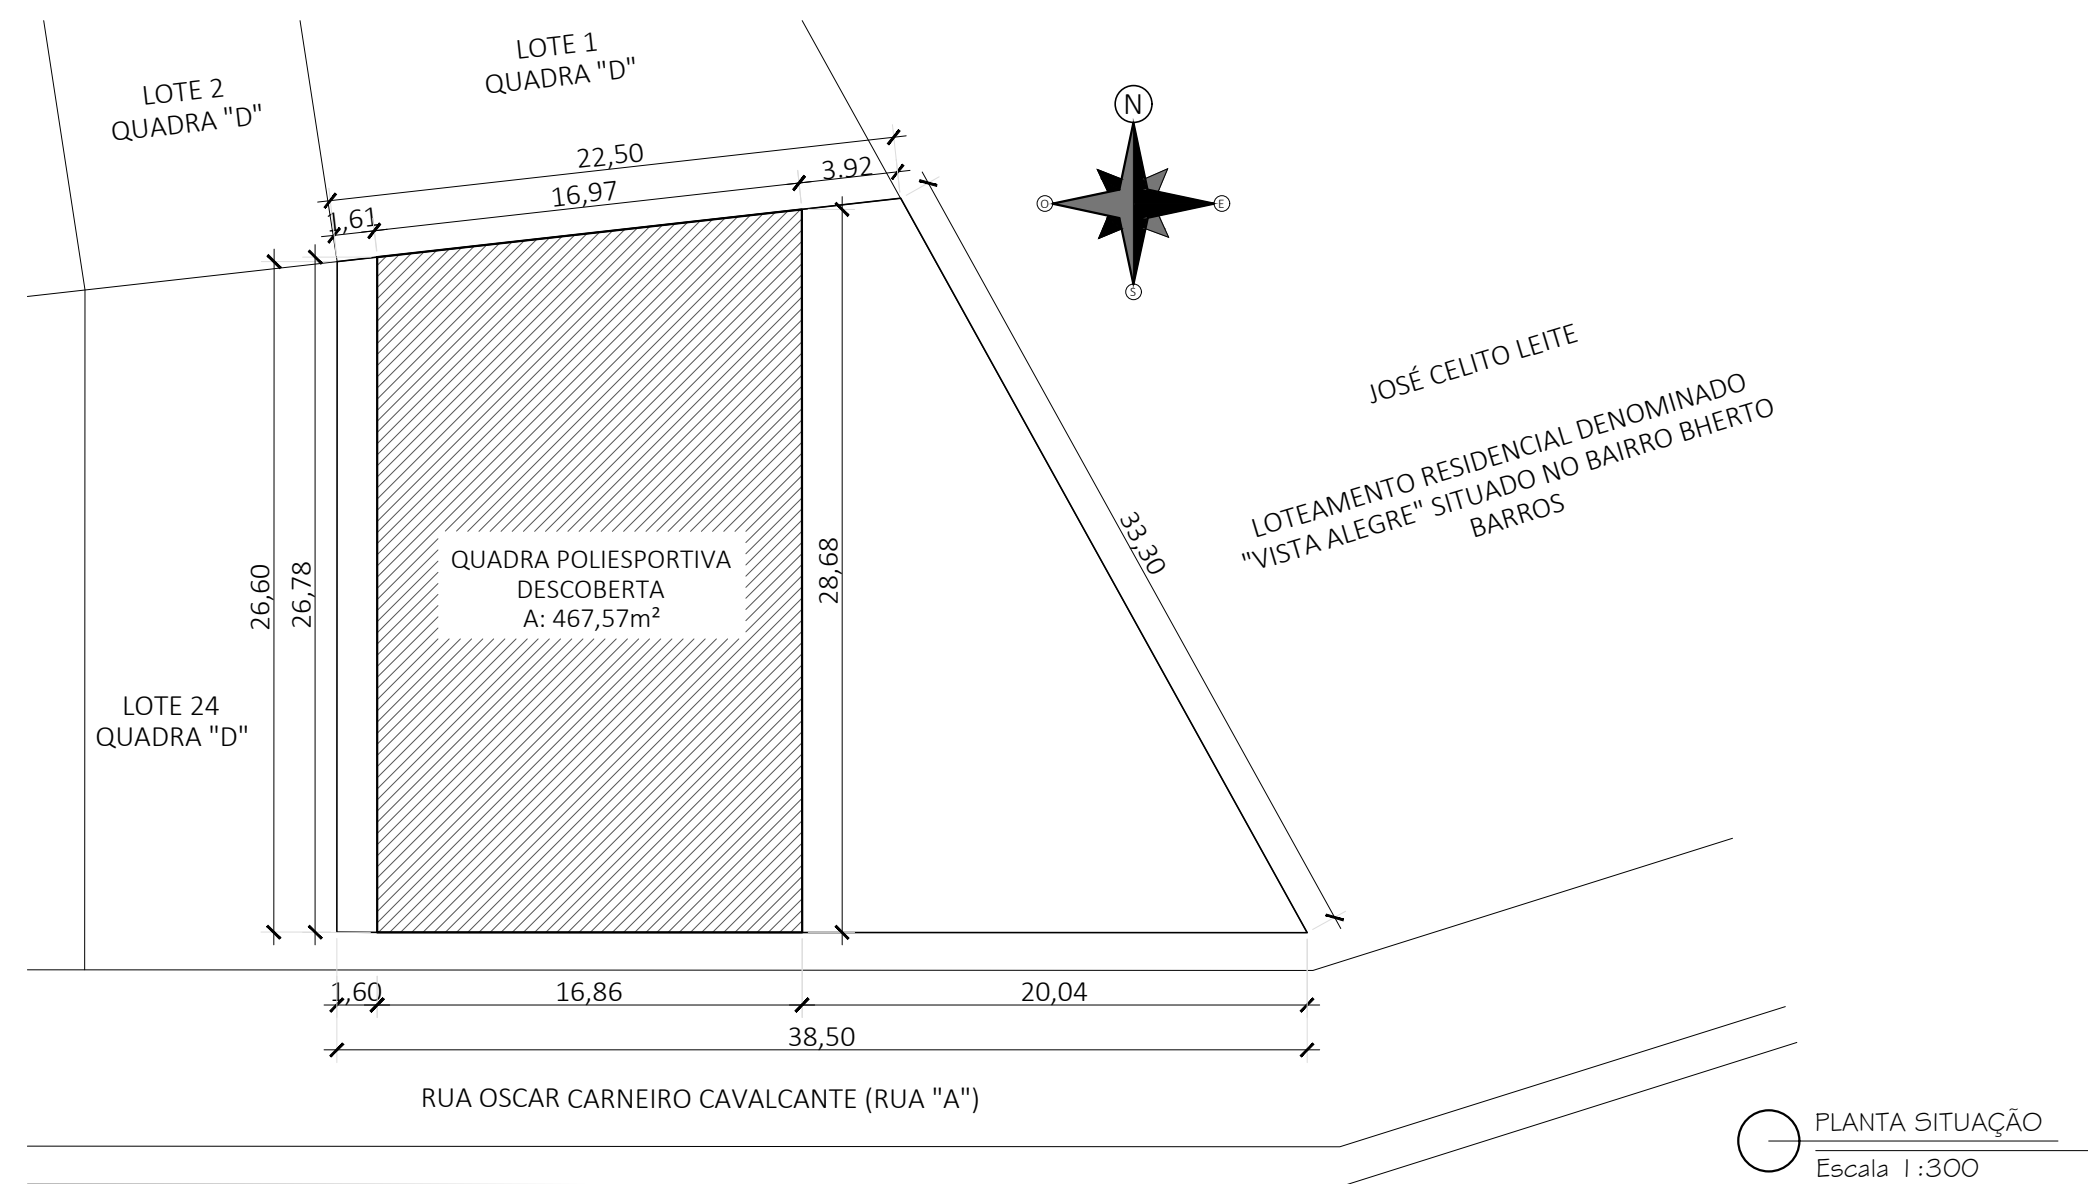 LOTE 1
QUADRA "D"
LOTE 2
QUADRA "D"
N
O
E
S
22,50
16,97
3.92
1,61
JOSÉ CELITO LEITE
LOTEAMENTO RESIDENCIAL DENOMINADO
"VISTA ALEGRE" SITUADO NO BAIRRO BHERTO
BARROS
33,30
QUADRA POLIESPORTIVA
DESCOBERTA
A: 467,57m²
26,60
26,78
28,68
LOTE 24
QUADRA "D"
1,60
16,86
20,04
38,50
RUA OSCAR CARNEIRO CAVALCANTE (RUA "A")
PLANTA SITUAÇÃO
Escala 1:300